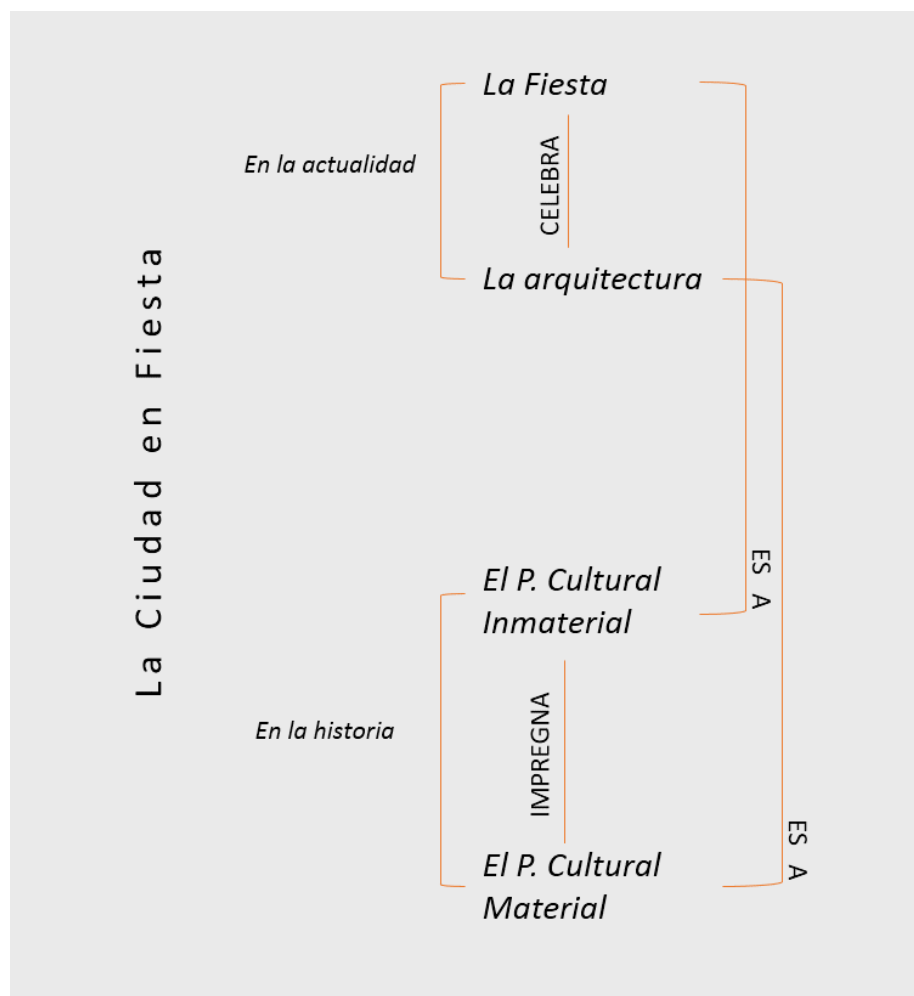 La Ciudad en Fiesta
En la actualidad
La Fiesta
CELEBRA
La arquitectura
En la historia
El P. Cultural
Inmaterial
IMPREGNA
El P. Cultural
Material
ES A
ES A